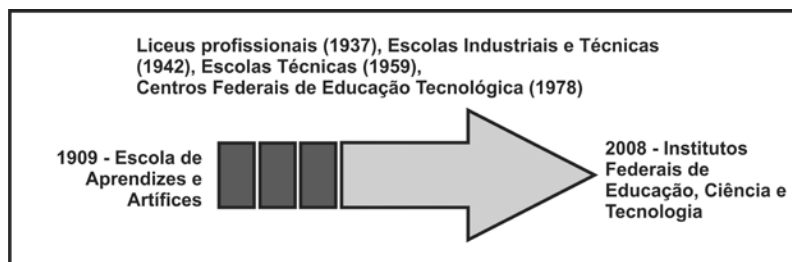 Liceus profissionais (1937), Escolas Industriais e Técnicas
(1942), Escolas Técnicas (1959),
Centros Federais de Educação Tecnológica (1978)
1909 - Escola de
Aprendizes e
Artífices
2008 - Institutos
Federais de
Educação, Ciência e
Tecnologia